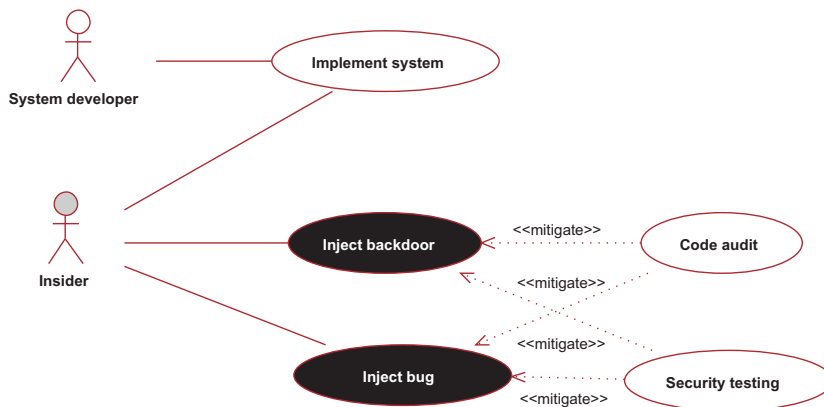 Implement system
System developer
Inject backdoor
<<mitigate>>
Code audit
Insider
<<mitigate>>
<<mitigate>>
Inject bug
Security testing
<<mitigate>>